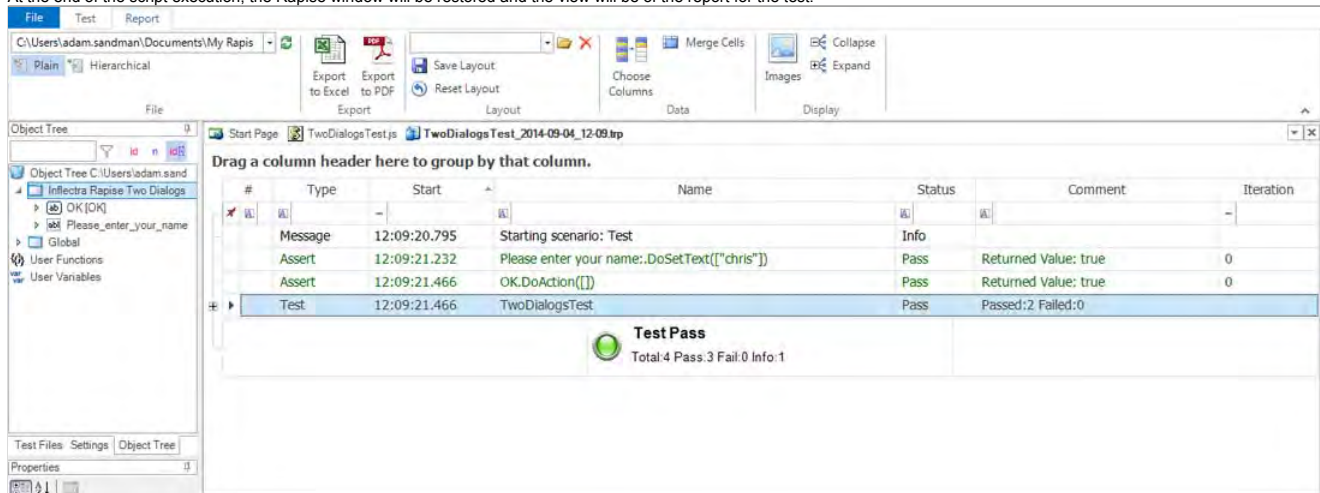 At the end of the script execution, the Rapise window will be restored and the view will be of the report for the test.
File Test Report
C:\Users\adam.sandman\Documents\My Rapis
Plain Hierarchical
File
Export to Excel
Export to PDF
Export
Save Layout
Reset Layout
Layout
Choose Columns
Merge Cells
Data
Images
Collapse
Expand
Display
Object Tree
id n id
Object Tree C:\Users\adam.sand
Inflectra Rapise Two Dialogs
OK [OK]
Please_enter_your_name
Global
User Functions
User Variables
Test Files Settings Object Tree
Properties
Start Page TwoDialogsTest.js TwoDialogsTest_2014-09-04_12-09.trp
Drag a column header here to group by that column.
# Type Start Name Status Comment Iteration
Message 12:09:20.795 Starting scenario: Test Info
Assert 12:09:21.232 Please enter your name:.DoSetText(["chris"]) Pass Returned Value: true 0
Assert 12:09:21.466 OK.DoAction([]) Pass Returned Value: true 0
Test 12:09:21.466 TwoDialogsTest Pass Passed:2 Failed:0
Test Pass
Total:4 Pass:3 Fail:0 Info:1